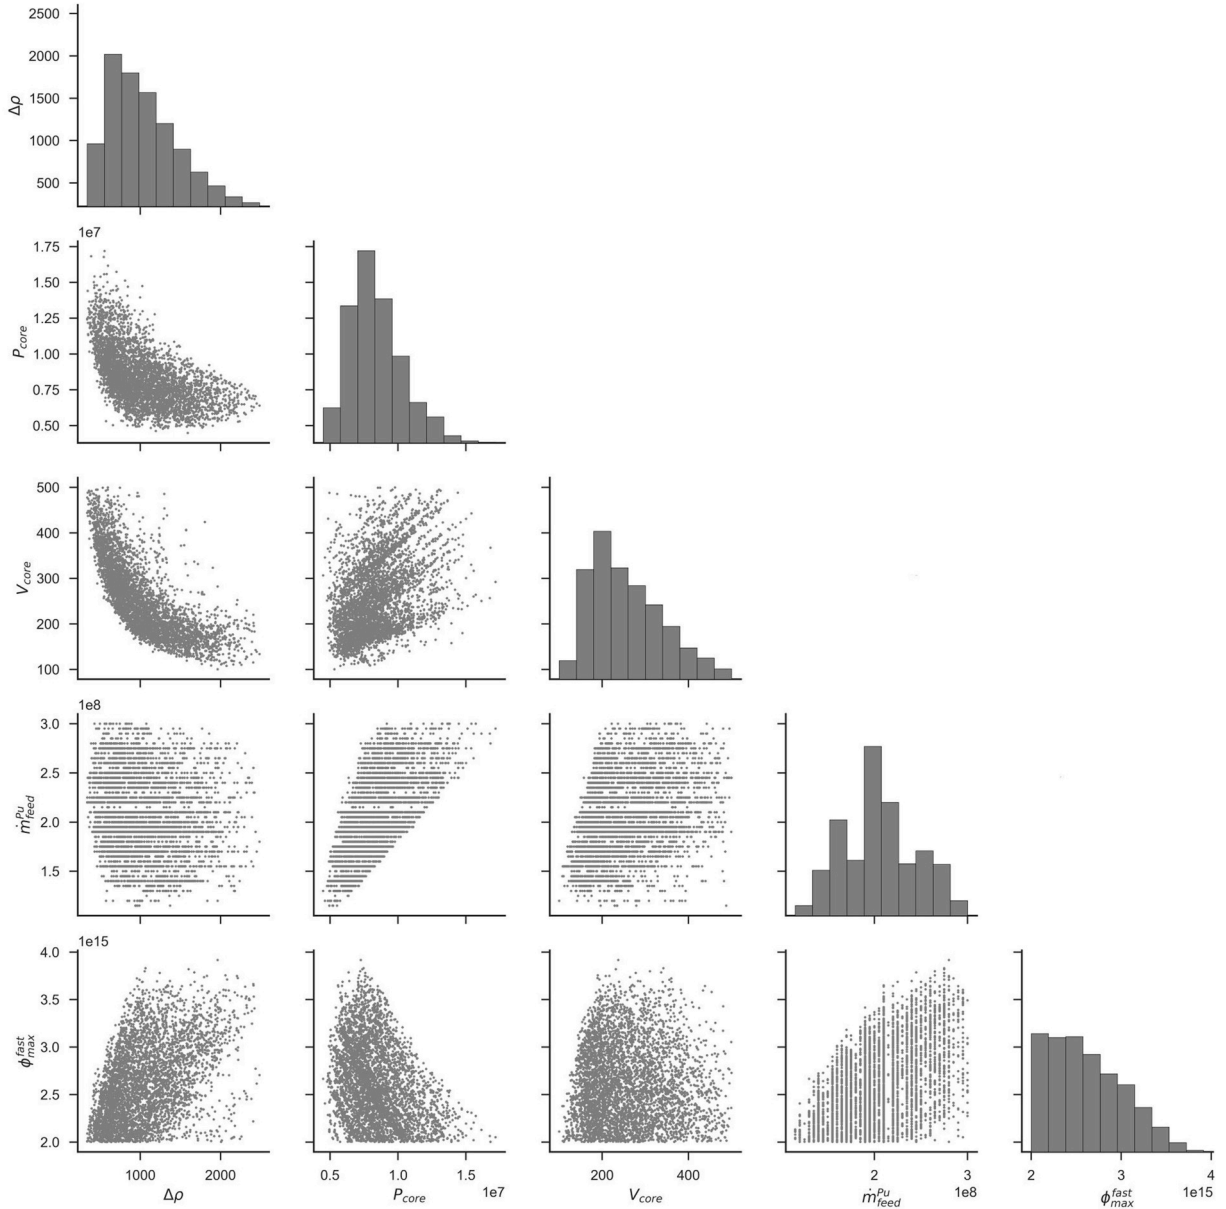 2500
2000
1500
1000
500
Δρ
1e7
1.75
1.50
1.25
1.00
0.75
0.50
P_core
500
400
300
200
100
V_core
1e8
3.0
2.5
2.0
1.5
ṁ^Pu_feed
1e15
4.0
3.5
3.0
2.5
2.0
ϕ^fast_max
1000 2000 0.5 1.0 1.5 200 400 2 3 2 3 4
1e7 1e8 1e15
Δρ P_core V_core ṁ^Pu_feed ϕ^fast_max